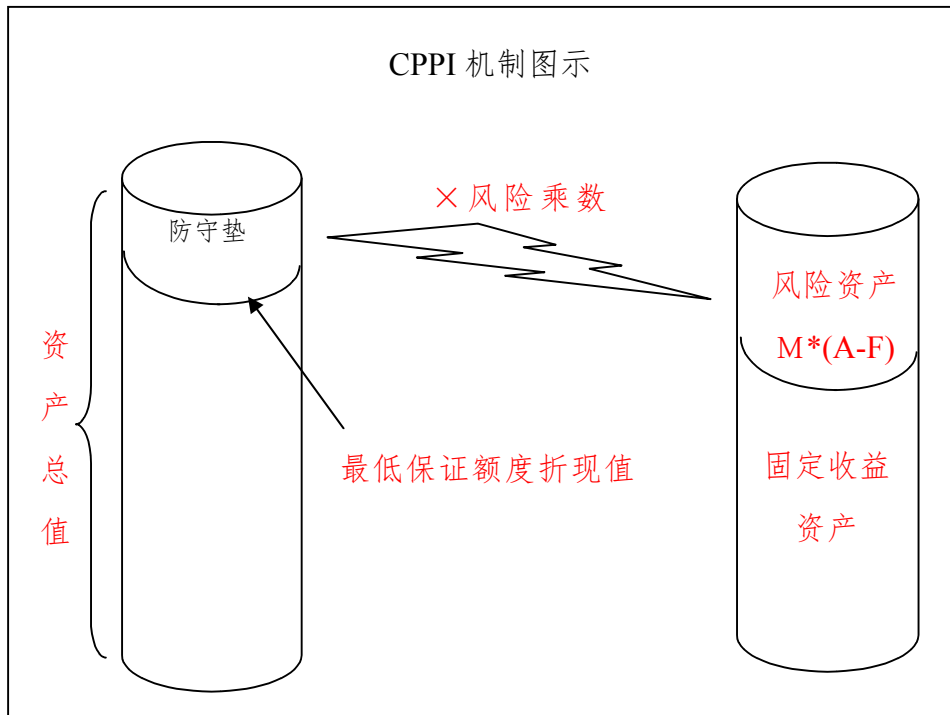 CPPI 机制图示
×风险乘数
防守垫
风险资产
M*(A-F)
资
产
总
值
最低保证额度折现值
固定收益
资产